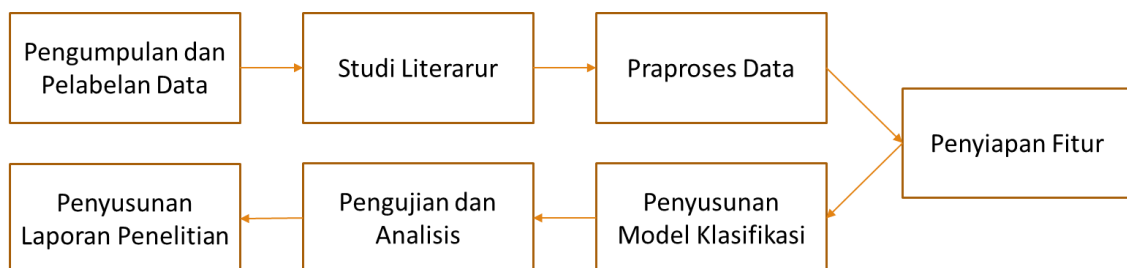 Pengumpulan dan
Pelabelan Data
Studi Literarur
Praproses Data
Penyiapan Fitur
Penyusunan
Model Klasifikasi
Pengujian dan
Analisis
Penyusunan
Laporan Penelitian